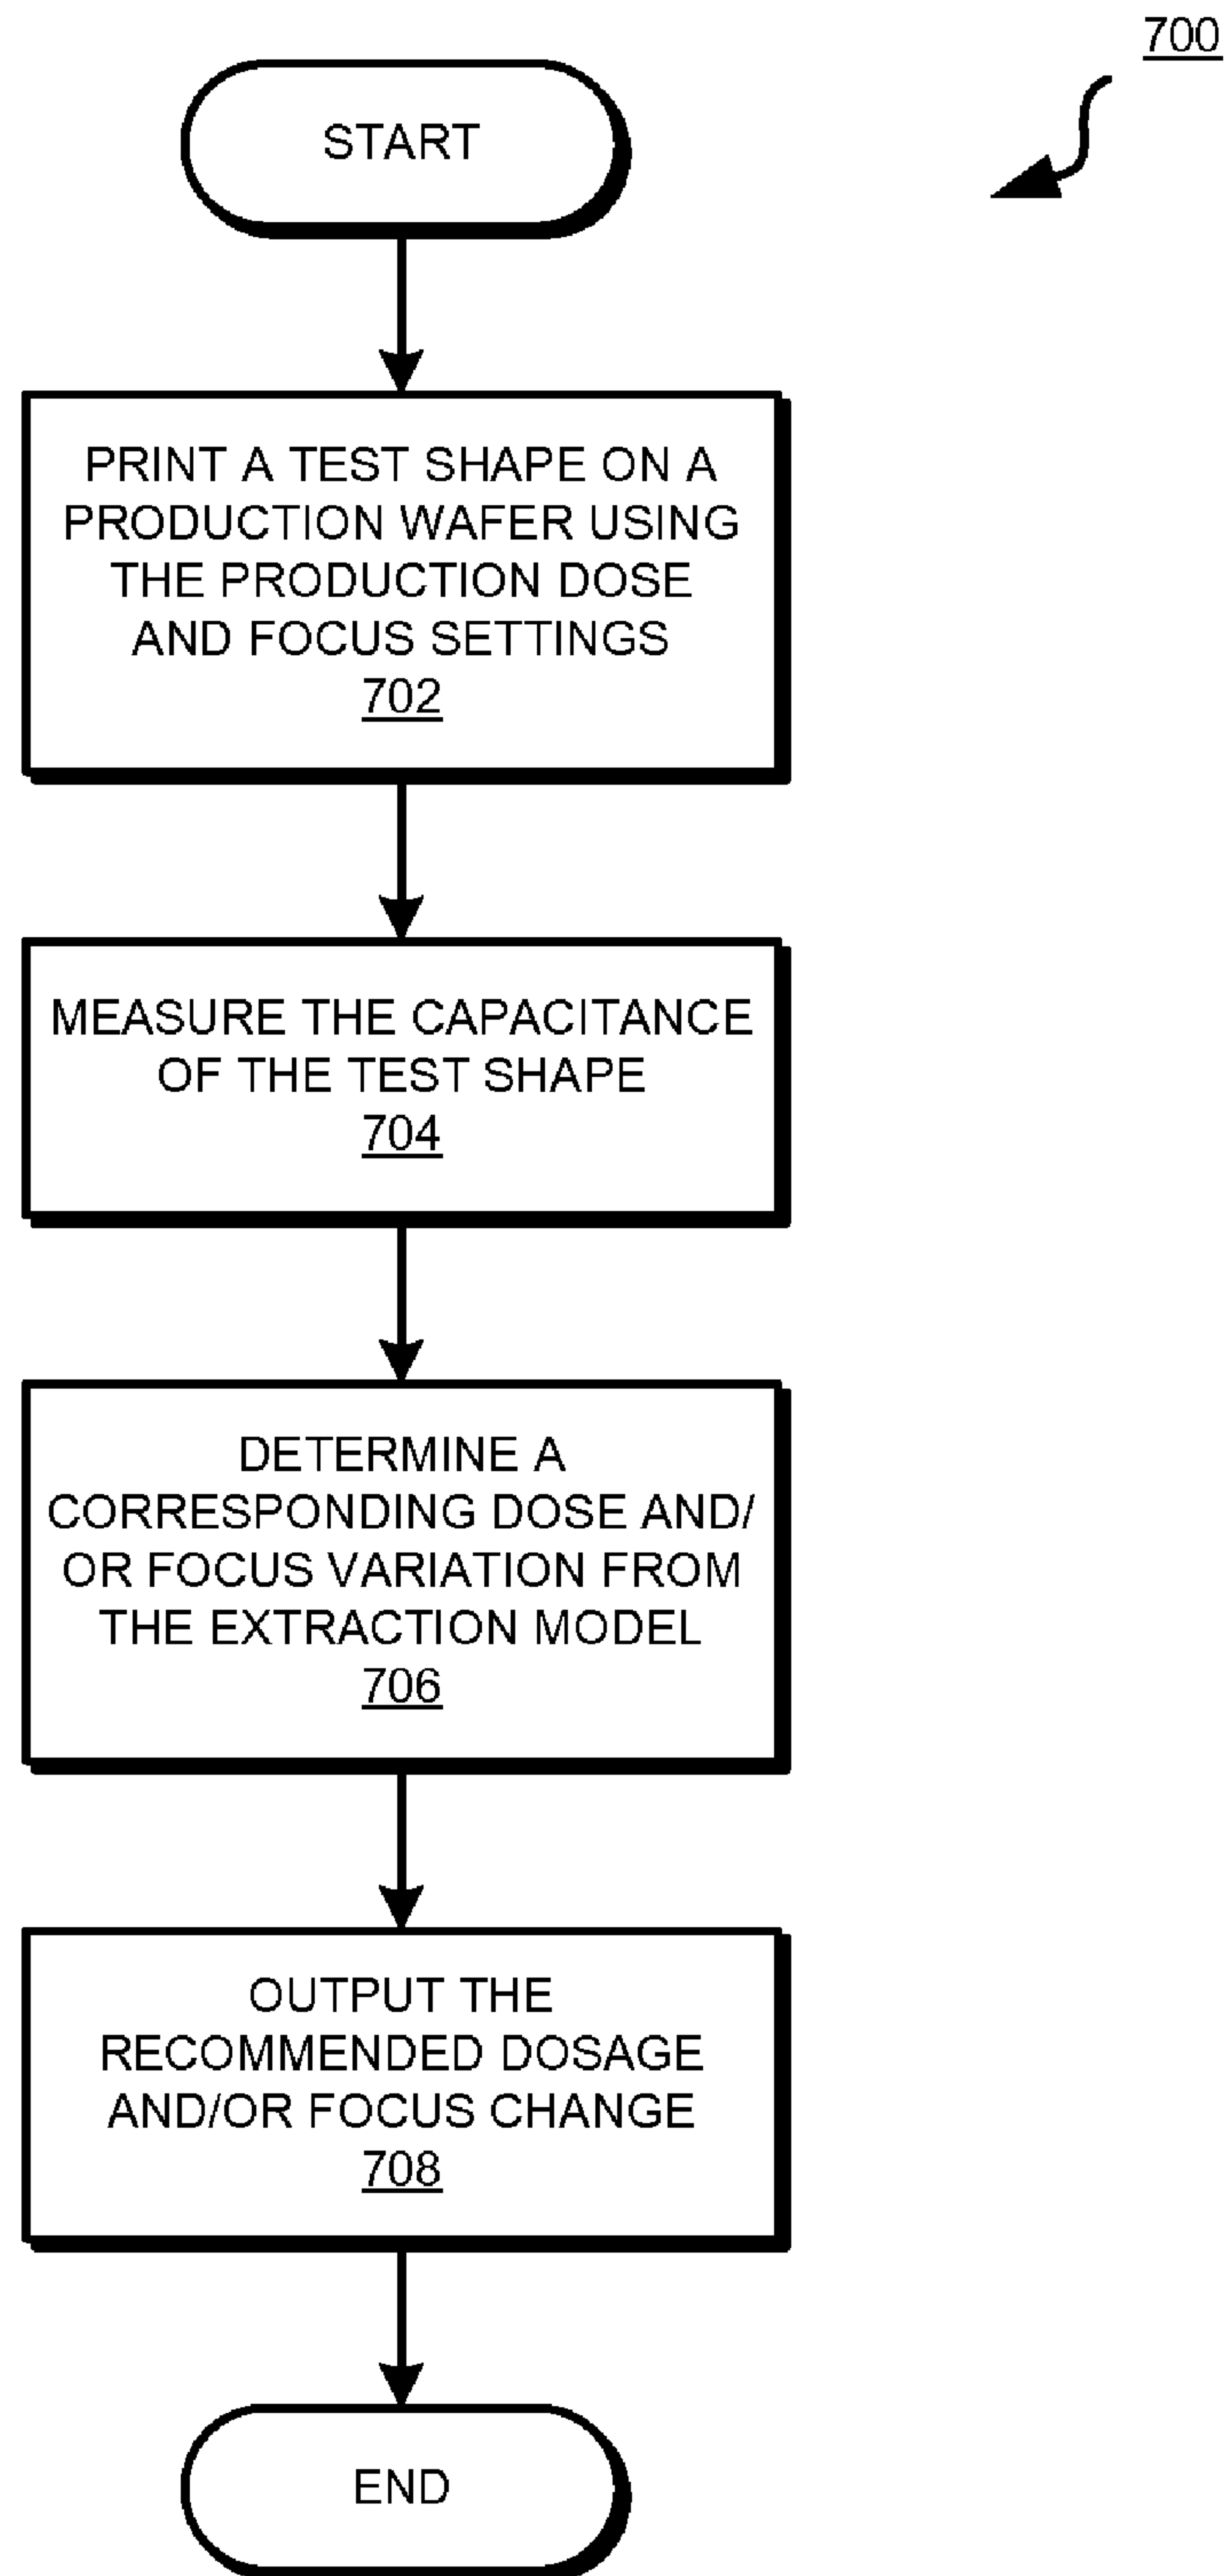 700
START
PRINT A TEST SHAPE ON A
PRODUCTION WAFER USING
THE PRODUCTION DOSE
AND FOCUS SETTINGS
702
MEASURE THE CAPACITANCE
OF THE TEST SHAPE
704
DETERMINE A
CORRESPONDING DOSE AND/
OR FOCUS VARIATION FROM
THE EXTRACTION MODEL
706
OUTPUT THE
RECOMMENDED DOSAGE
AND/OR FOCUS CHANGE
708
END